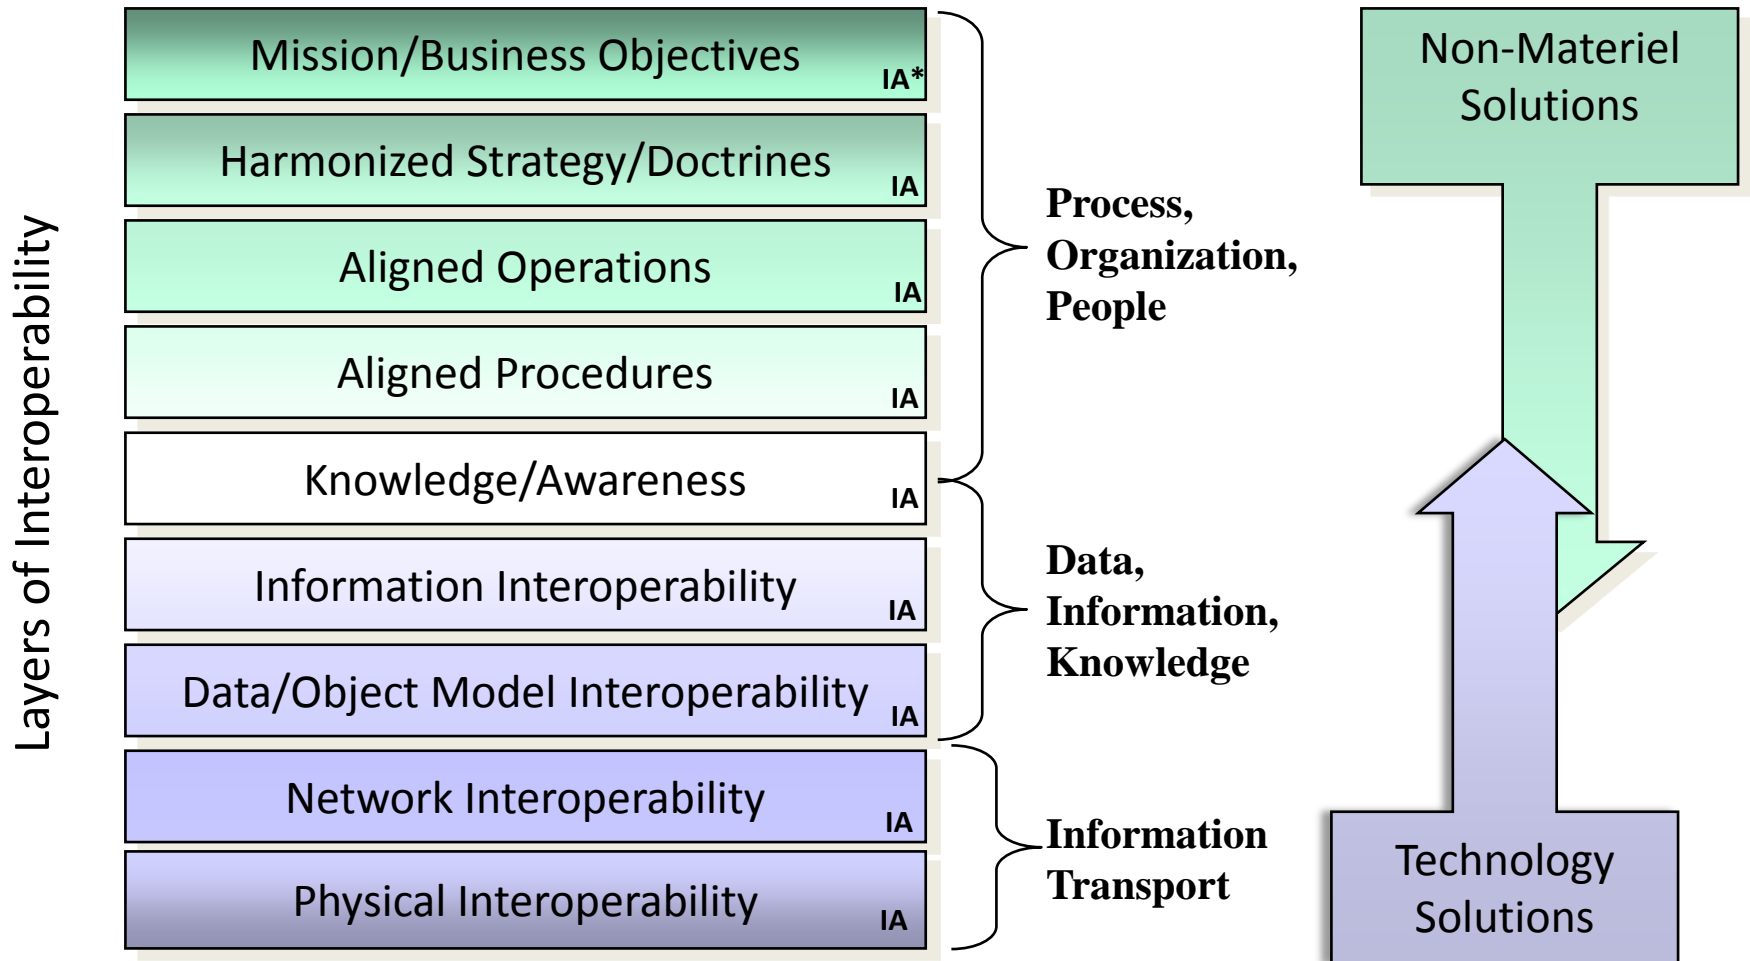 Layers of Interoperability
Mission/Business Objectives
IA*
Harmonized Strategy/Doctrines
IA
Aligned Operations
IA
Aligned Procedures
IA
Knowledge/Awareness
IA
Information Interoperability
IA
Data/Object Model Interoperability
IA
Network Interoperability
IA
Physical Interoperability
IA
Process,
Organization,
People
Data,
Information,
Knowledge
Information
Transport
Non-Materiel
Solutions
Technology
Solutions